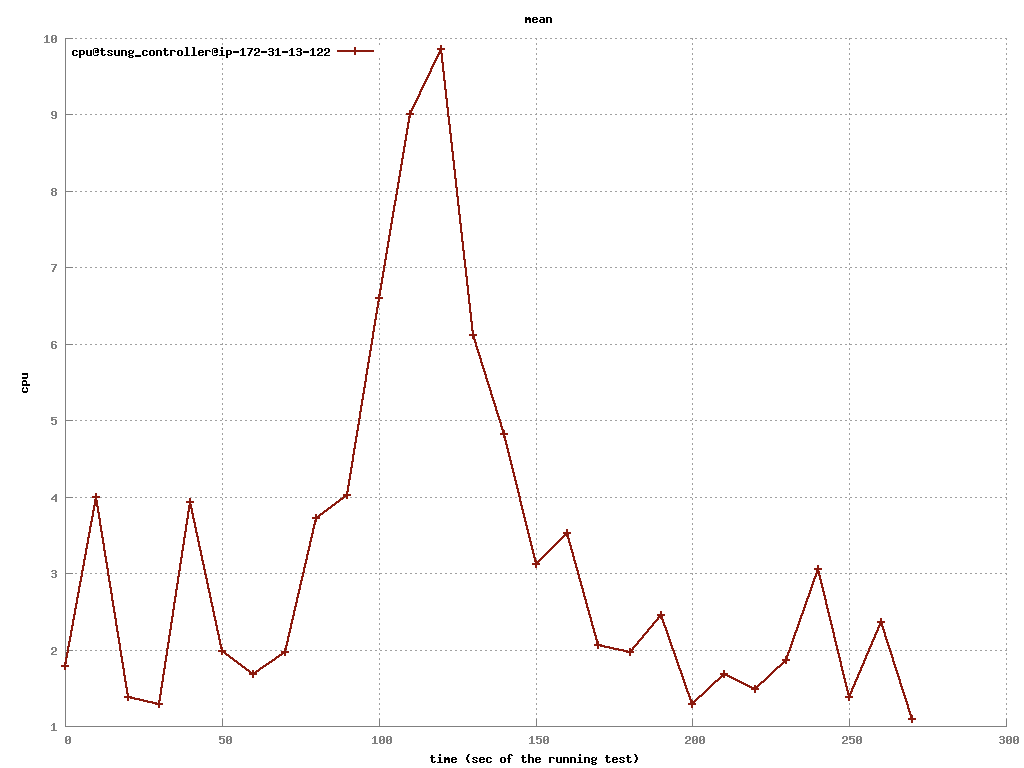 mean
10
cpu@tsung_controller@ip-172-31-13-122
9
8
7
6
cpu
5
4
3
2
1
0 50 100 150 200 250 300
time (sec of the running test)